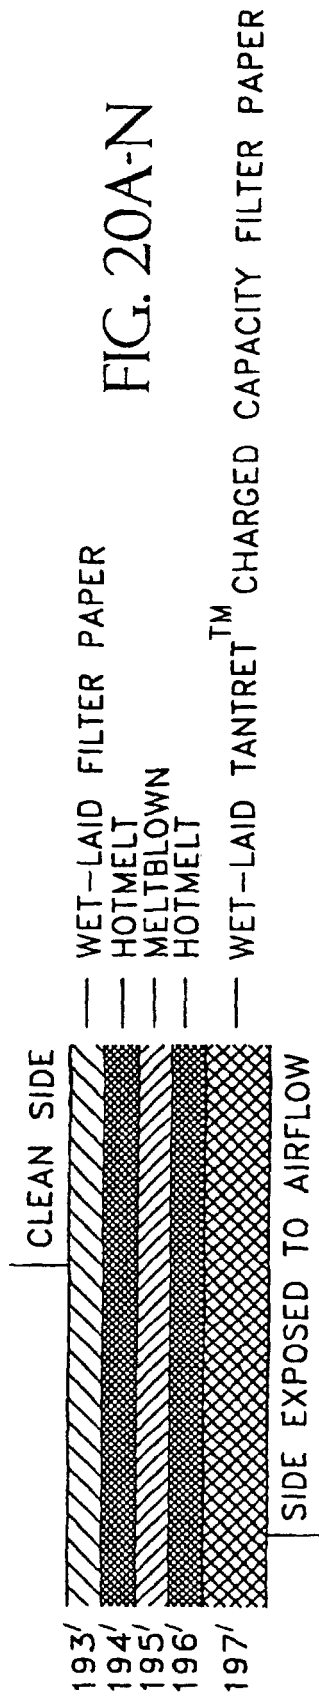 FIG. 20A-N
CLEAN SIDE
193' — WET-LAID FILTER PAPER
194' — HOTMELT
195' — MELTBLOWN
196' — HOTMELT
197' — WET-LAID TANTRET™ CHARGED CAPACITY FILTER PAPER
SIDE EXPOSED TO AIRFLOW